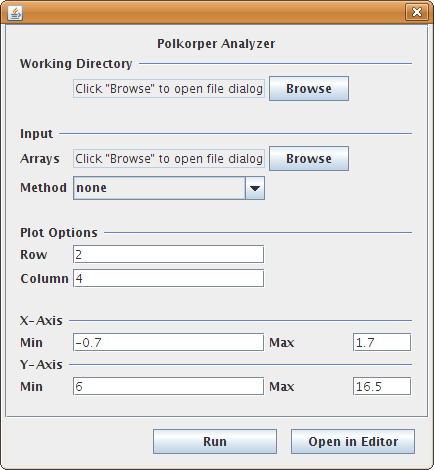 Polkorper Analyzer
Working Directory
Click "Browse" to open file dialog Browse
Input
Arrays Click "Browse" to open file dialog Browse
Method none
Plot Options
Row 2
Column 4
X-Axis
Min -0.7 Max 1.7
Y-Axis
Min 6 Max 16.5
Run Open in Editor